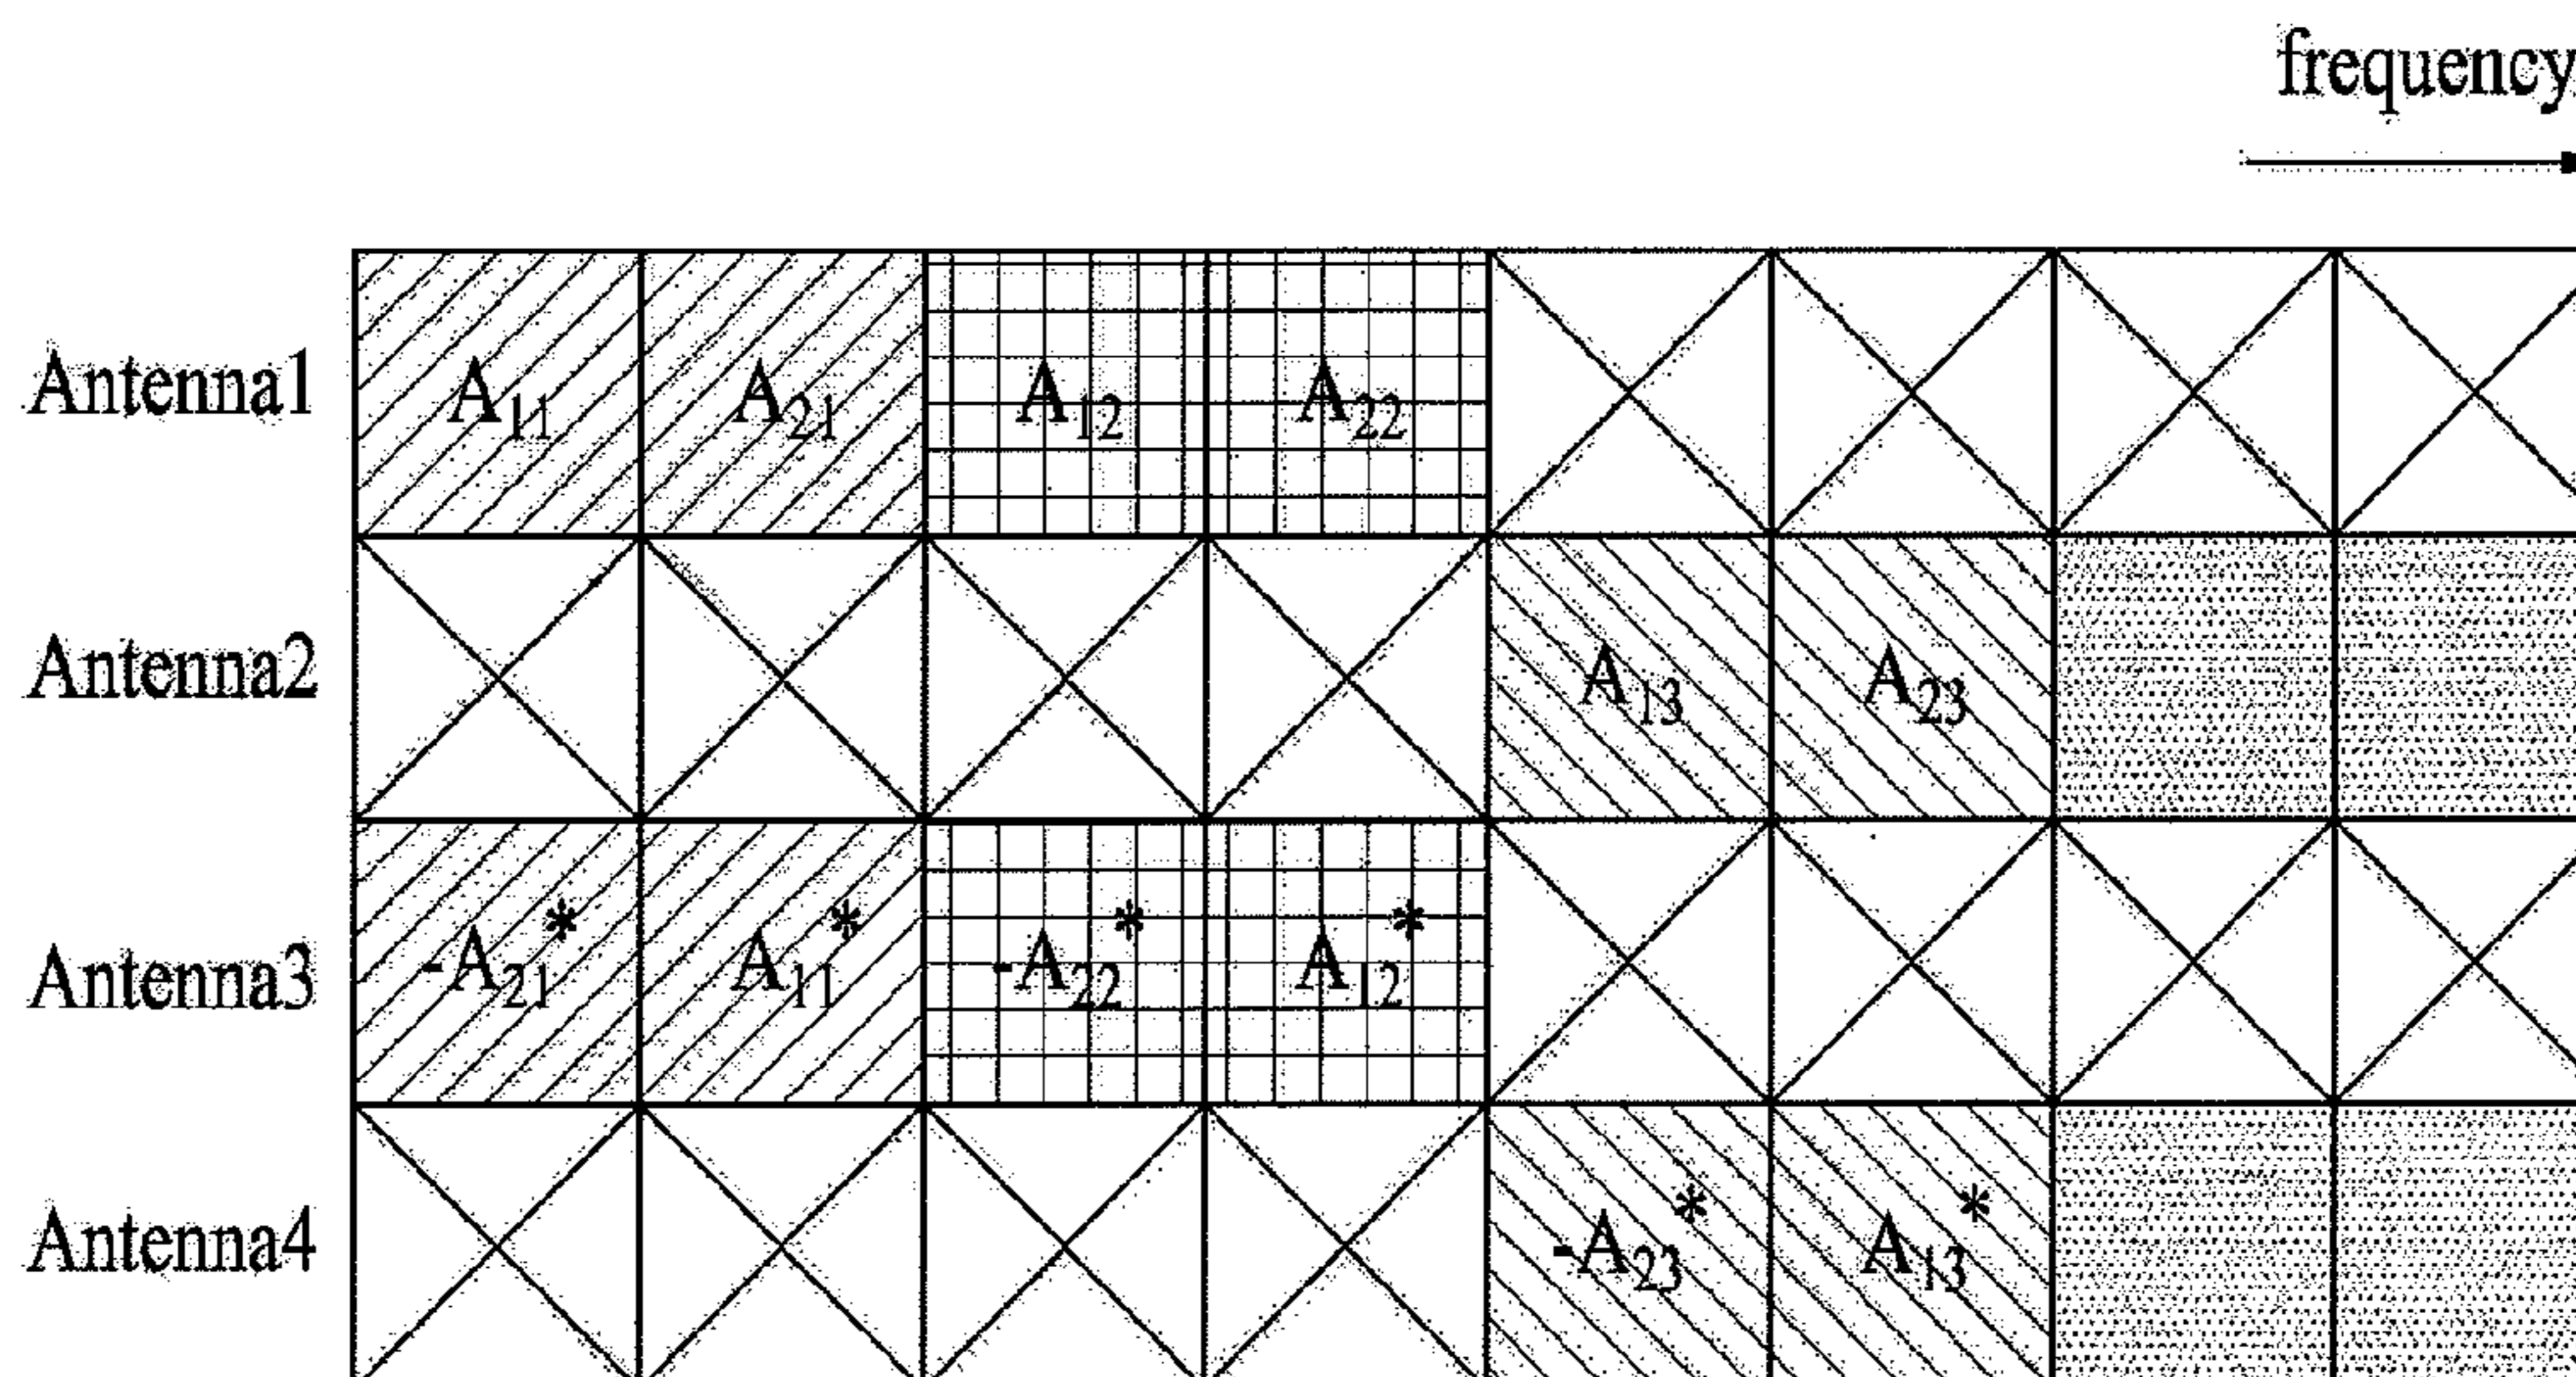 frequency
Antenna1 A₁₁ A₂₁ A₁₂ A₂₂
Antenna2 A₁₃ A₂₃
Antenna3 -A₂₁* A₁₁* -A₂₂* A₁₂*
Antenna4 -A₂₃* A₁₃*